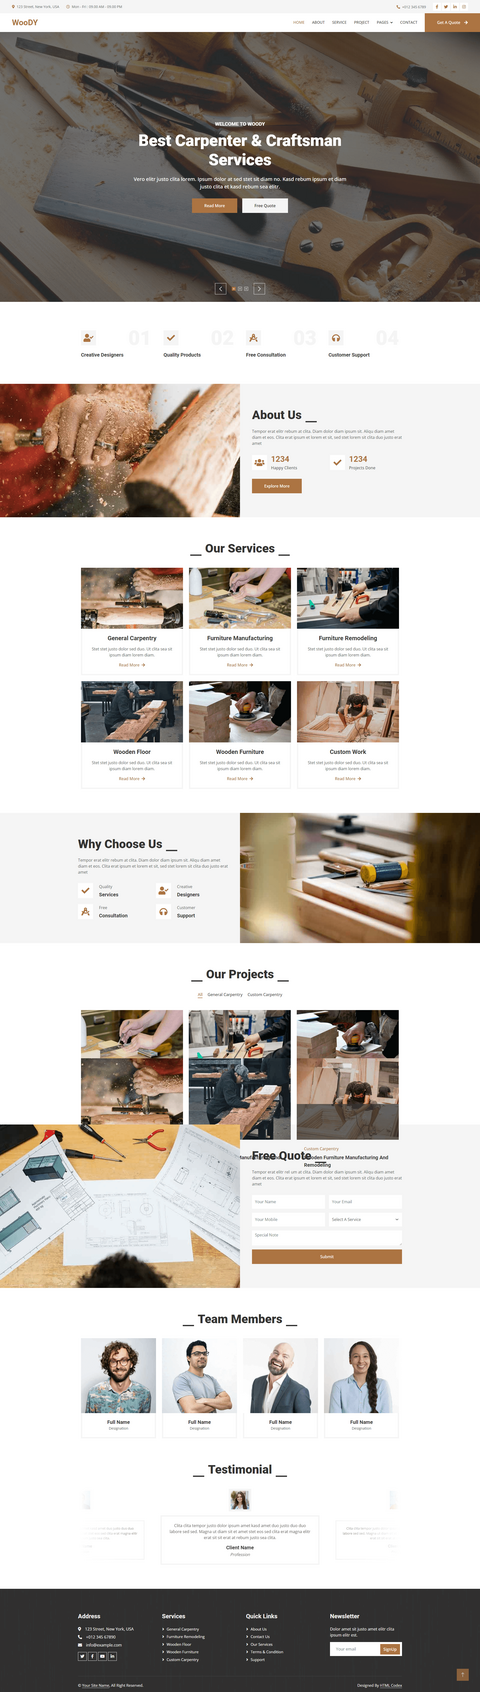 123 Street, New York, USA
Mon - Fri : 09.00 AM - 09.00 PM
+012 345 6789
WooDY
HOME
ABOUT
SERVICE
PROJECT
PAGES
CONTACT
Get A Quote
WELCOME TO WOODY
Best Carpenter & Craftsman
Services
Vero elitr justo clita lorem. Ipsum dolor at sed stet sit diam no. Kasd rebum ipsum et diam
justo clita et kasd rebum sea elitr.
Read More
Free Quote
01
02
03
04
Creative Designers
Quality Products
Free Consultation
Customer Support
About Us
Tempor erat elitr rebum at clita. Diam dolor diam ipsum sit. Aliqu diam amet
diam et eos. Clita erat ipsum et lorem et sit, sed stet lorem sit clita duo justo erat
amet
1234
Happy Clients
1234
Projects Done
Explore More
Our Services
General Carpentry
Stet stet justo dolor sed duo. Ut clita sea sit
ipsum diam lorem diam.
Read More
Furniture Manufacturing
Stet stet justo dolor sed duo. Ut clita sea sit
ipsum diam lorem diam.
Read More
Furniture Remodeling
Stet stet justo dolor sed duo. Ut clita sea sit
ipsum diam lorem diam.
Read More
Wooden Floor
Stet stet justo dolor sed duo. Ut clita sea sit
ipsum diam lorem diam.
Read More
Wooden Furniture
Stet stet justo dolor sed duo. Ut clita sea sit
ipsum diam lorem diam.
Read More
Custom Work
Stet stet justo dolor sed duo. Ut clita sea sit
ipsum diam lorem diam.
Read More
Why Choose Us
Tempor erat elitr rebum at clita. Diam dolor diam ipsum sit. Aliqu diam amet
diam et eos. Clita erat ipsum et lorem et sit, sed stet lorem sit clita duo justo erat
amet
Quality
Services
Creative
Designers
Free
Consultation
Customer
Support
Our Projects
All
General Carpentry
Custom Carpentry
Custom Carpentry
Wooden Furniture Manufacturing And
Remodeling
Free Quote
Tempor erat elitr rebum at clita. Diam dolor diam ipsum sit. Aliqu diam amet
diam et eos. Clita erat ipsum et lorem et sit, sed stet lorem sit clita duo justo erat
amet
Your Name
Your Email
Your Mobile
Select A Service
Special Note
Submit
Team Members
Full Name
Designation
Full Name
Designation
Full Name
Designation
Full Name
Designation
Testimonial
Clita clita tempor justo dolor ipsum amet kasd amet duo justo duo duo
labore sed sed. Magna ut diam sit et amet stet eos sed clita erat magna elitr
erat sit sit erat at rebum justo sea clita.
Client Name
Profession
Address
123 Street, New York, USA
+012 345 67890
info@example.com
Services
General Carpentry
Furniture Remodeling
Wooden Floor
Wooden Furniture
Custom Carpentry
Quick Links
About Us
Contact Us
Our Services
Terms & Condition
Support
Newsletter
Dolor amet sit justo amet elitr clita
ipsum elitr est.
Your email
SignUp
© Your Site Name, All Right Reserved.
Designed By HTML Codex